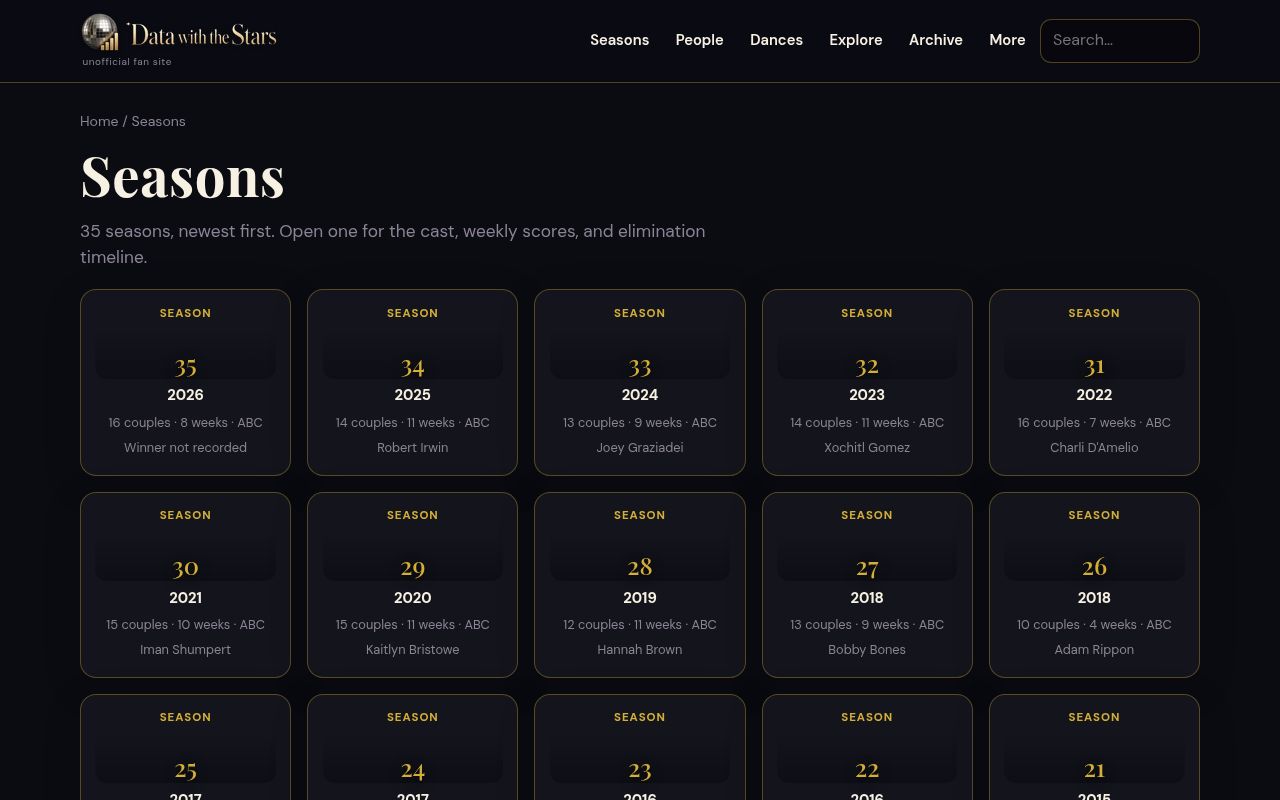 Data with the Stars
unofficial fan site
Seasons People Dances Explore Archive More Search...
Home / Seasons
Seasons
35 seasons, newest first. Open one for the cast, weekly scores, and elimination
timeline.
SEASON SEASON SEASON SEASON SEASON
35 34 33 32 31
2026 2025 2024 2023 2022
16 couples · 8 weeks · ABC 14 couples · 11 weeks · ABC 13 couples · 9 weeks · ABC 14 couples · 11 weeks · ABC 16 couples · 7 weeks · ABC
Winner not recorded Robert Irwin Joey Graziadei Xochitl Gomez Charli D'Amelio
SEASON SEASON SEASON SEASON SEASON
30 29 28 27 26
2021 2020 2019 2018 2018
15 couples · 10 weeks · ABC 15 couples · 11 weeks · ABC 12 couples · 11 weeks · ABC 13 couples · 9 weeks · ABC 10 couples · 4 weeks · ABC
Iman Shumpert Kaitlyn Bristowe Hannah Brown Bobby Bones Adam Rippon
SEASON SEASON SEASON SEASON SEASON
25 24 23 22 21
2017 2017 2016 2016 2015